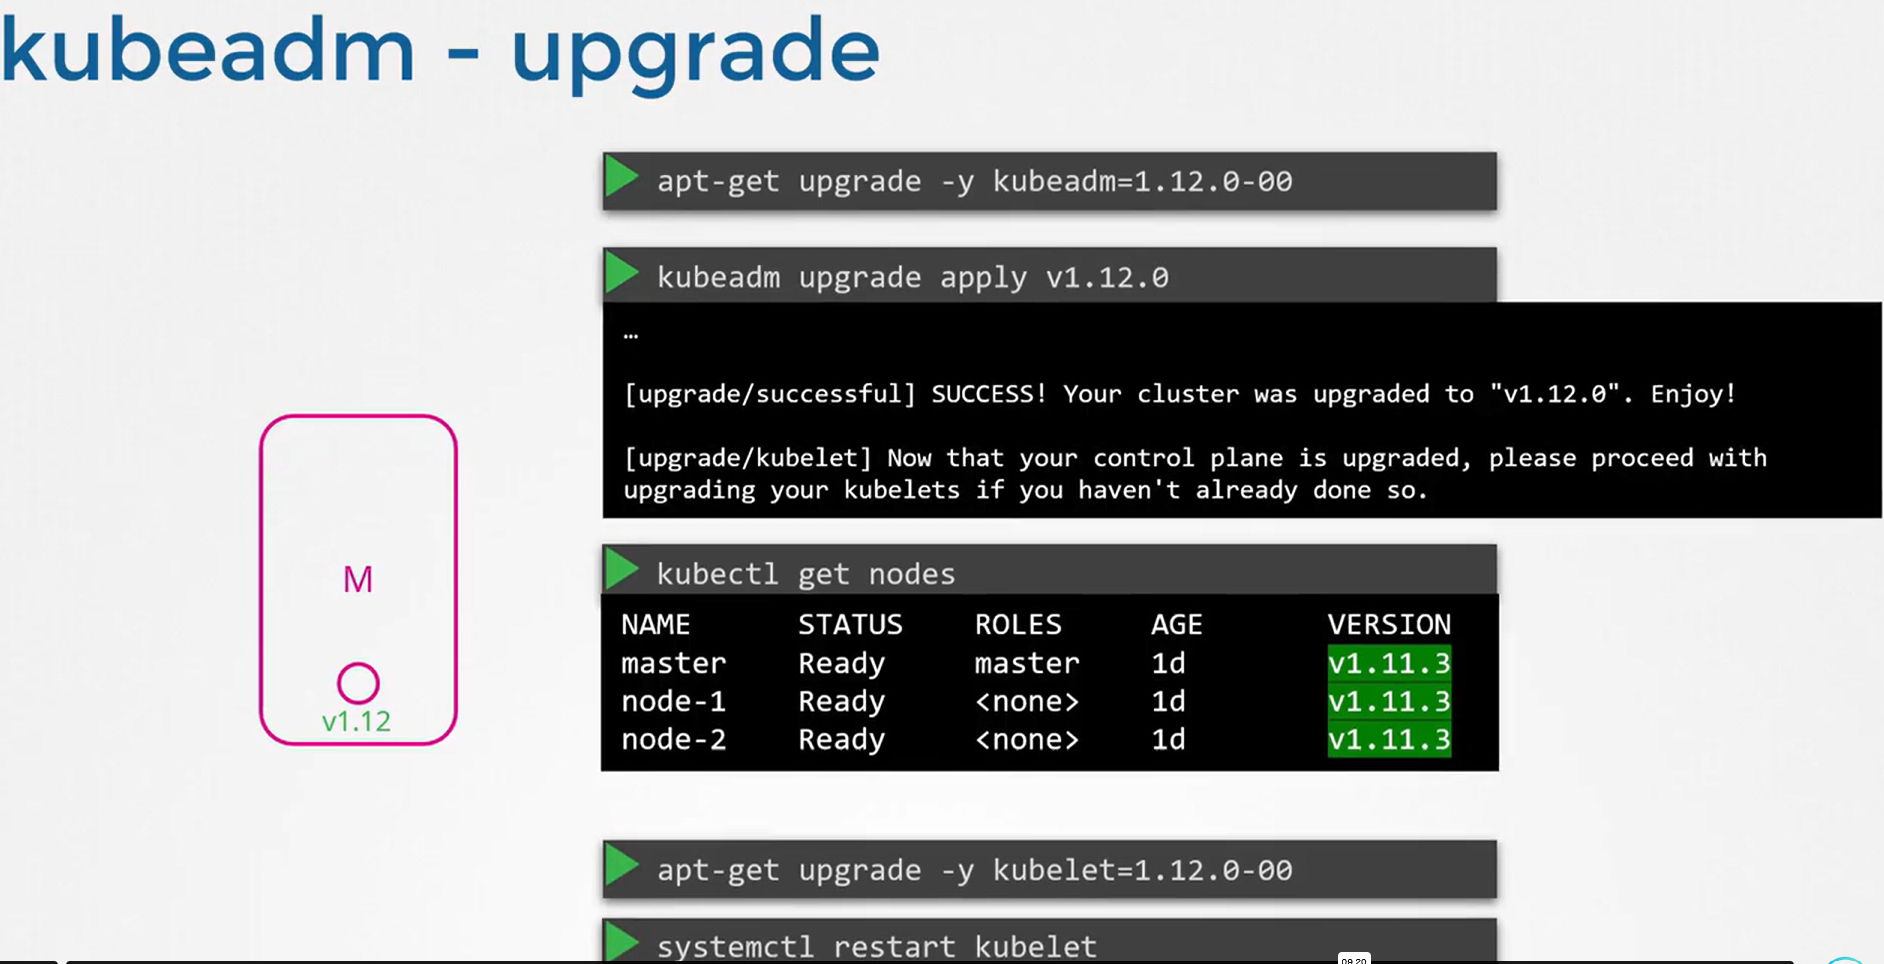 kubeadm - upgrade
apt-get upgrade -y kubeadm=1.12.0-00
kubeadm upgrade apply v1.12.0
…
[upgrade/successful] SUCCESS! Your cluster was upgraded to "v1.12.0". Enjoy!
[upgrade/kubelet] Now that your control plane is upgraded, please proceed with
upgrading your kubelets if you haven't already done so.
M
v1.12
kubectl get nodes
NAME STATUS ROLES AGE VERSION
master Ready master 1d v1.11.3
node-1 Ready <none> 1d v1.11.3
node-2 Ready <none> 1d v1.11.3
apt-get upgrade -y kubelet=1.12.0-00
systemctl restart kubelet